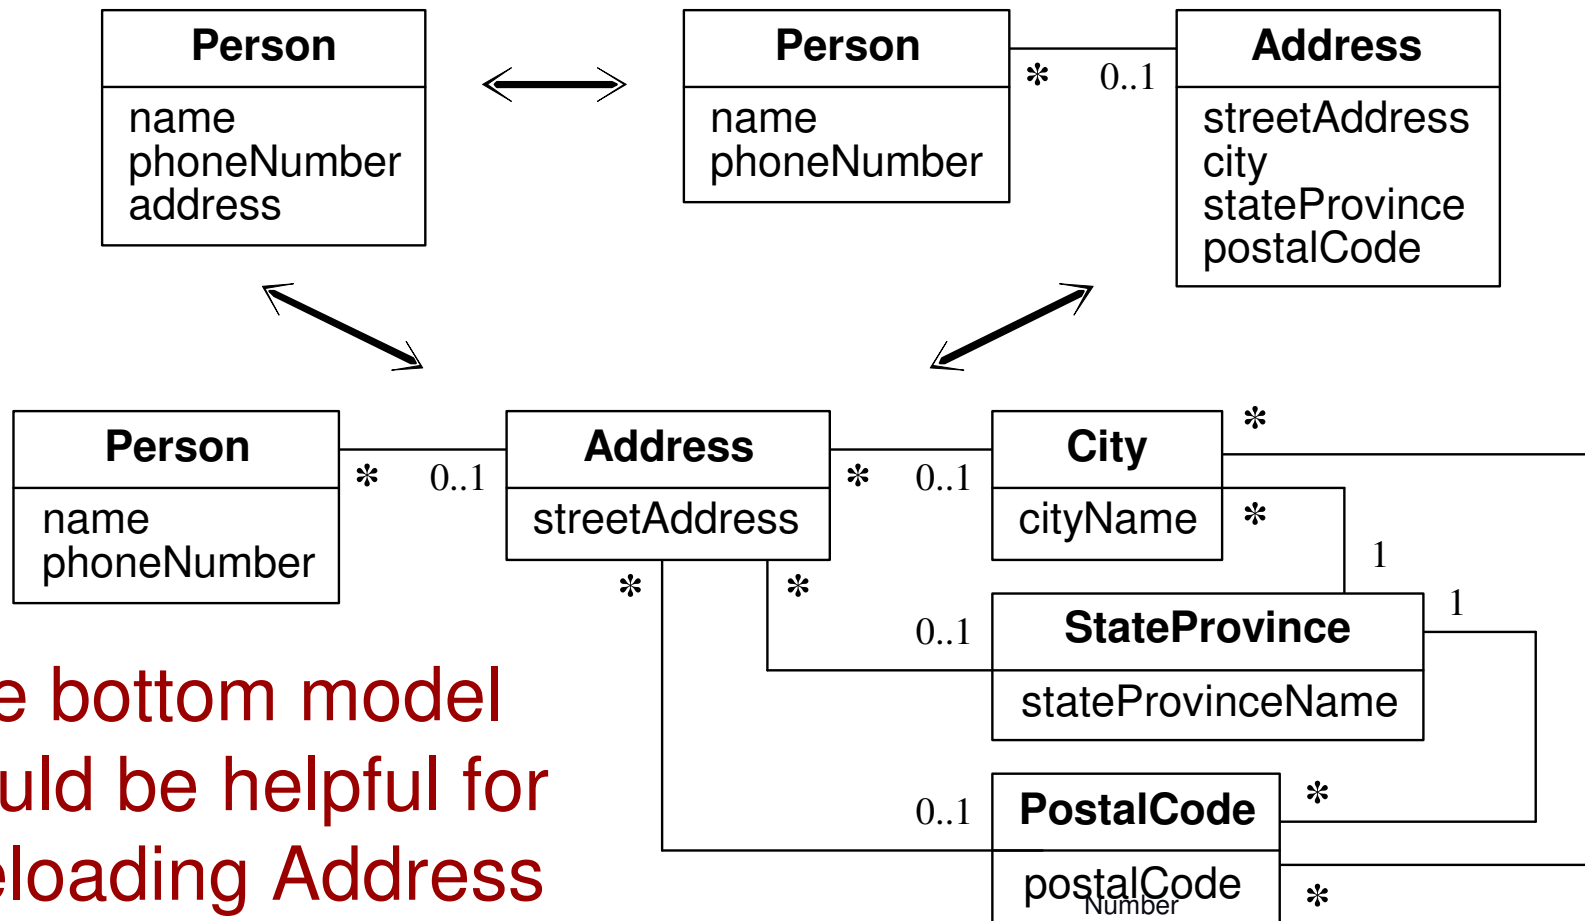 Person
name
phoneNumber
address
Person
name
phoneNumber
* 0..1
Address
streetAddress
city
stateProvince
postalCode
Person
name
phoneNumber
* 0..1
Address
streetAddress
* 0..1
* *
City
cityName
*
*
1
0..1
StateProvince
stateProvinceName
1
0..1
PostalCode
postalCode
Number
*
*
e bottom model
uld be helpful for
eloading Address